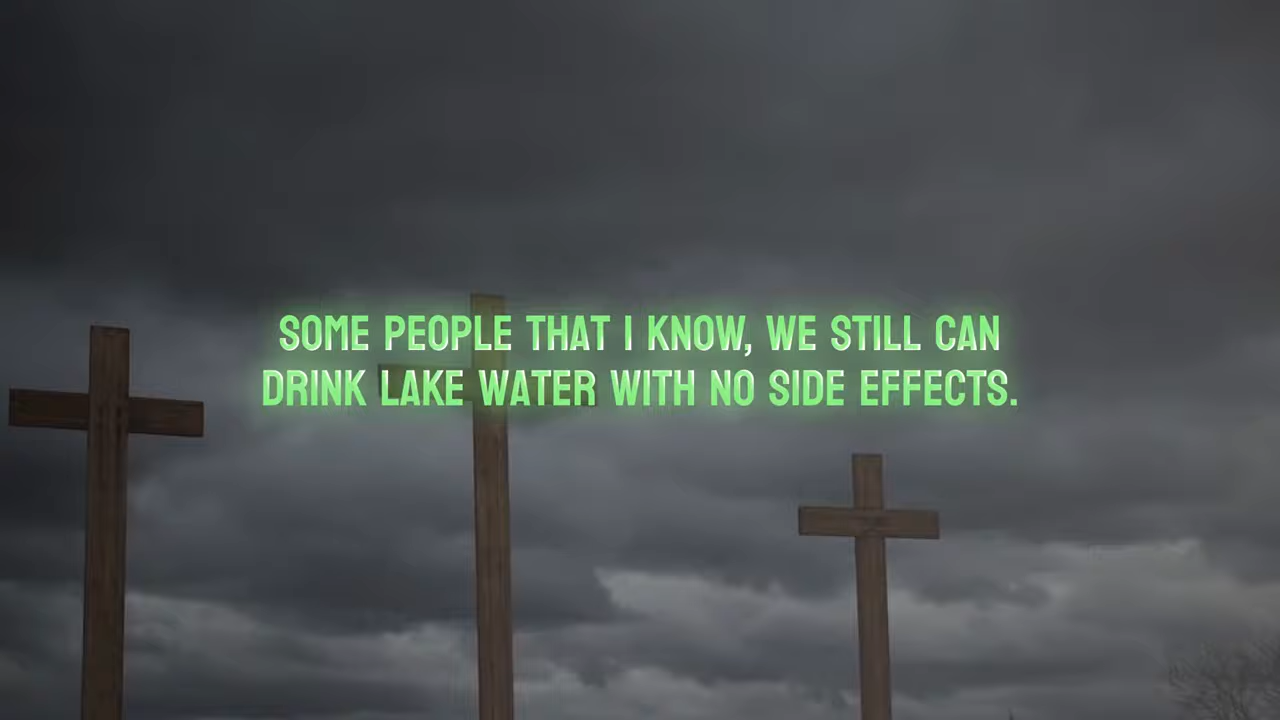 SOME PEOPLE THAT I KNOW, WE STILL CAN
DRINK LAKE WATER WITH NO SIDE EFFECTS.